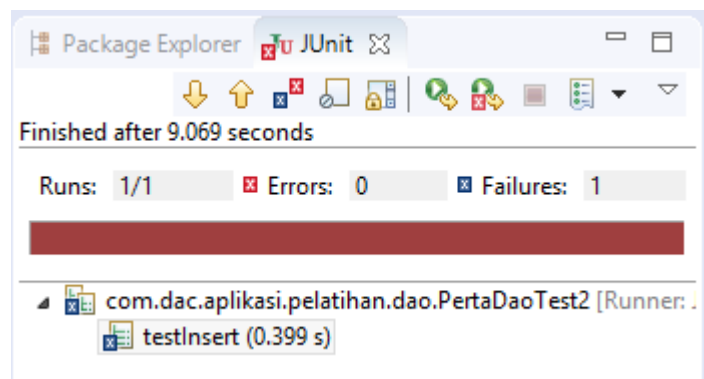 Package Explorer JUnit
Finished after 9.069 seconds
Runs: 1/1 Errors: 0 Failures: 1
com.dac.aplikasi.pelatihan.dao.PertaDaoTest2 [Runner:
testInsert (0.399 s)